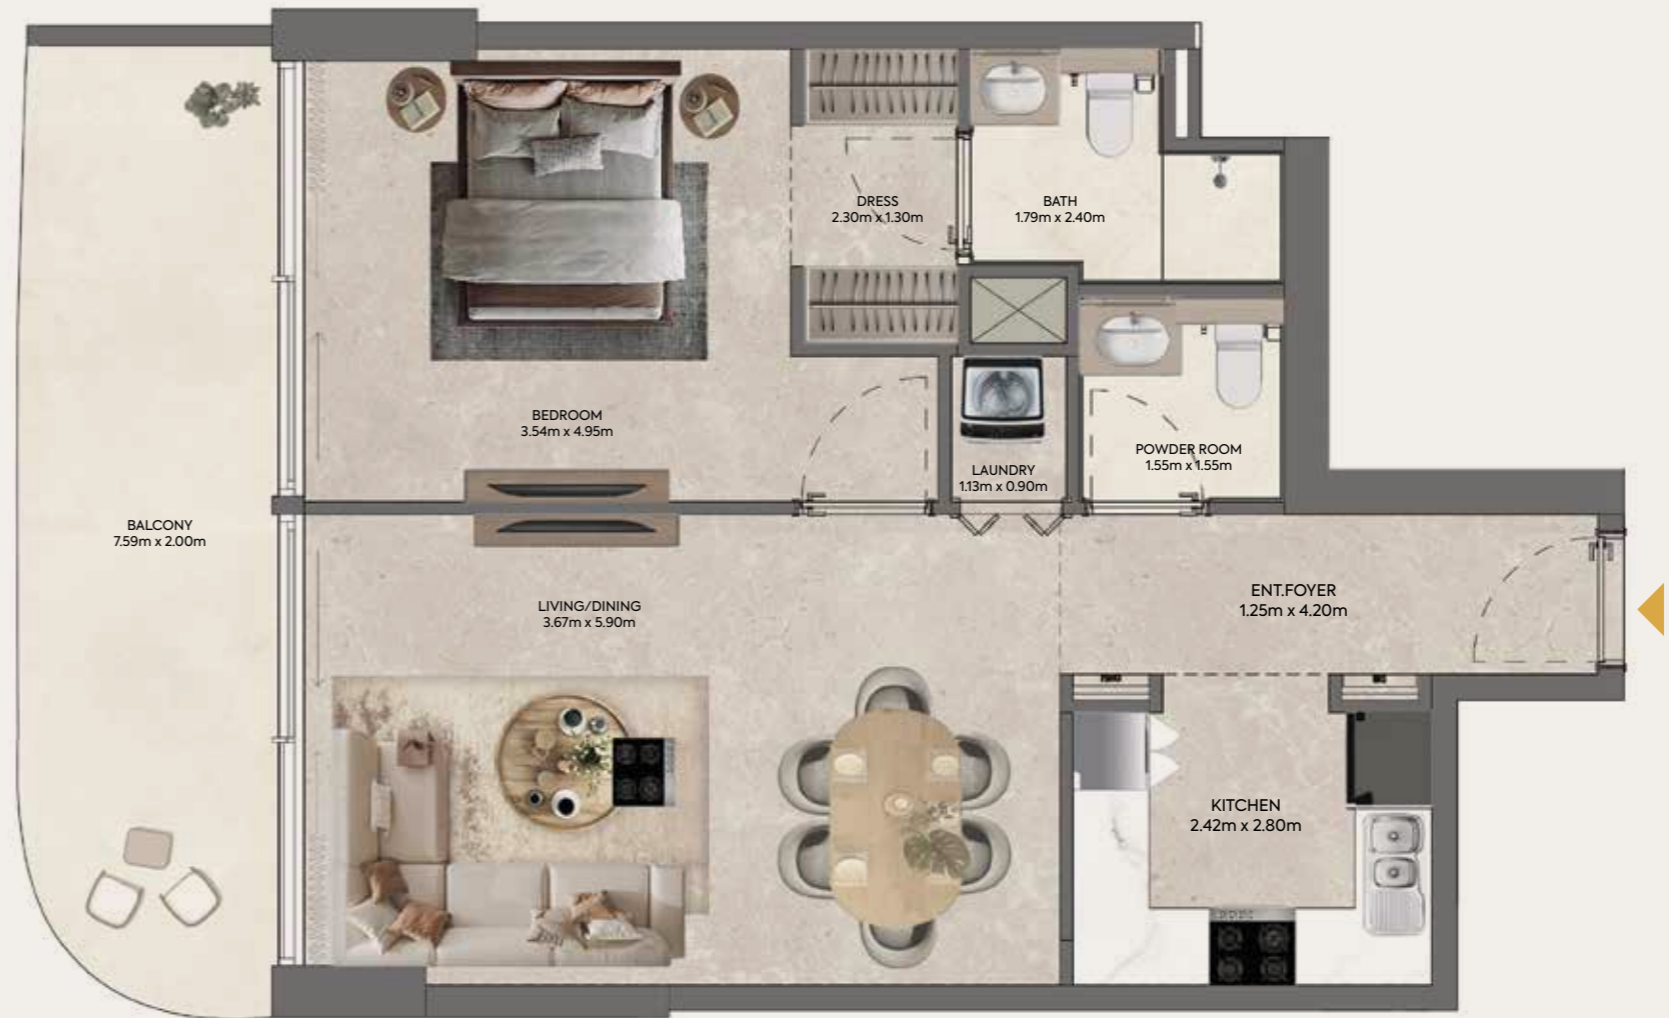 DRESS
2.30m x 1.30m
BATH
1.79m x 2.40m
BEDROOM
3.54m x 4.95m
LAUNDRY
1.13m x 0.90m
POWDER ROOM
1.55m x 1.55m
BALCONY
7.59m x 2.00m
LIVING/DINING
3.67m x 5.90m
ENT.FOYER
1.25m x 4.20m
KITCHEN
2.42m x 2.80m